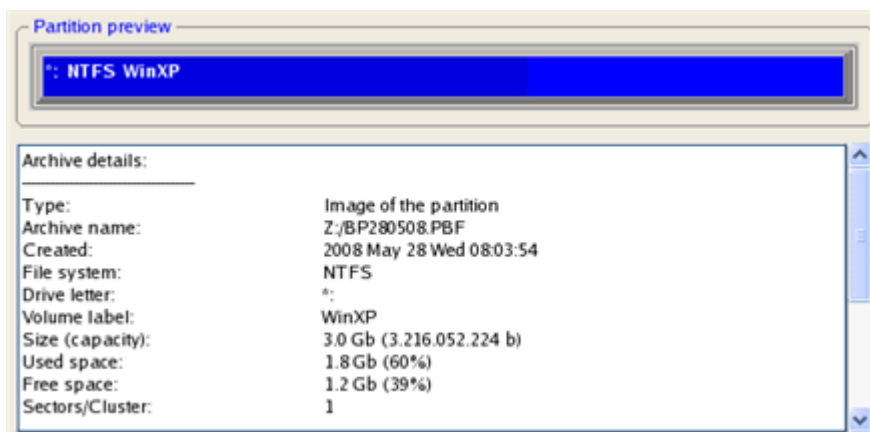 Partition preview
*: NTFS WinXP
Archive details:
Type: Image of the partition
Archive name: Z:/BP280508.PBF
Created: 2008 May 28 Wed 08:03:54
File system: NTFS
Drive letter: *:
Volume label: WinXP
Size (capacity): 3.0 Gb (3.216.052.224 b)
Used space: 1.8 Gb (60%)
Free space: 1.2 Gb (39%)
Sectors/Cluster: 1